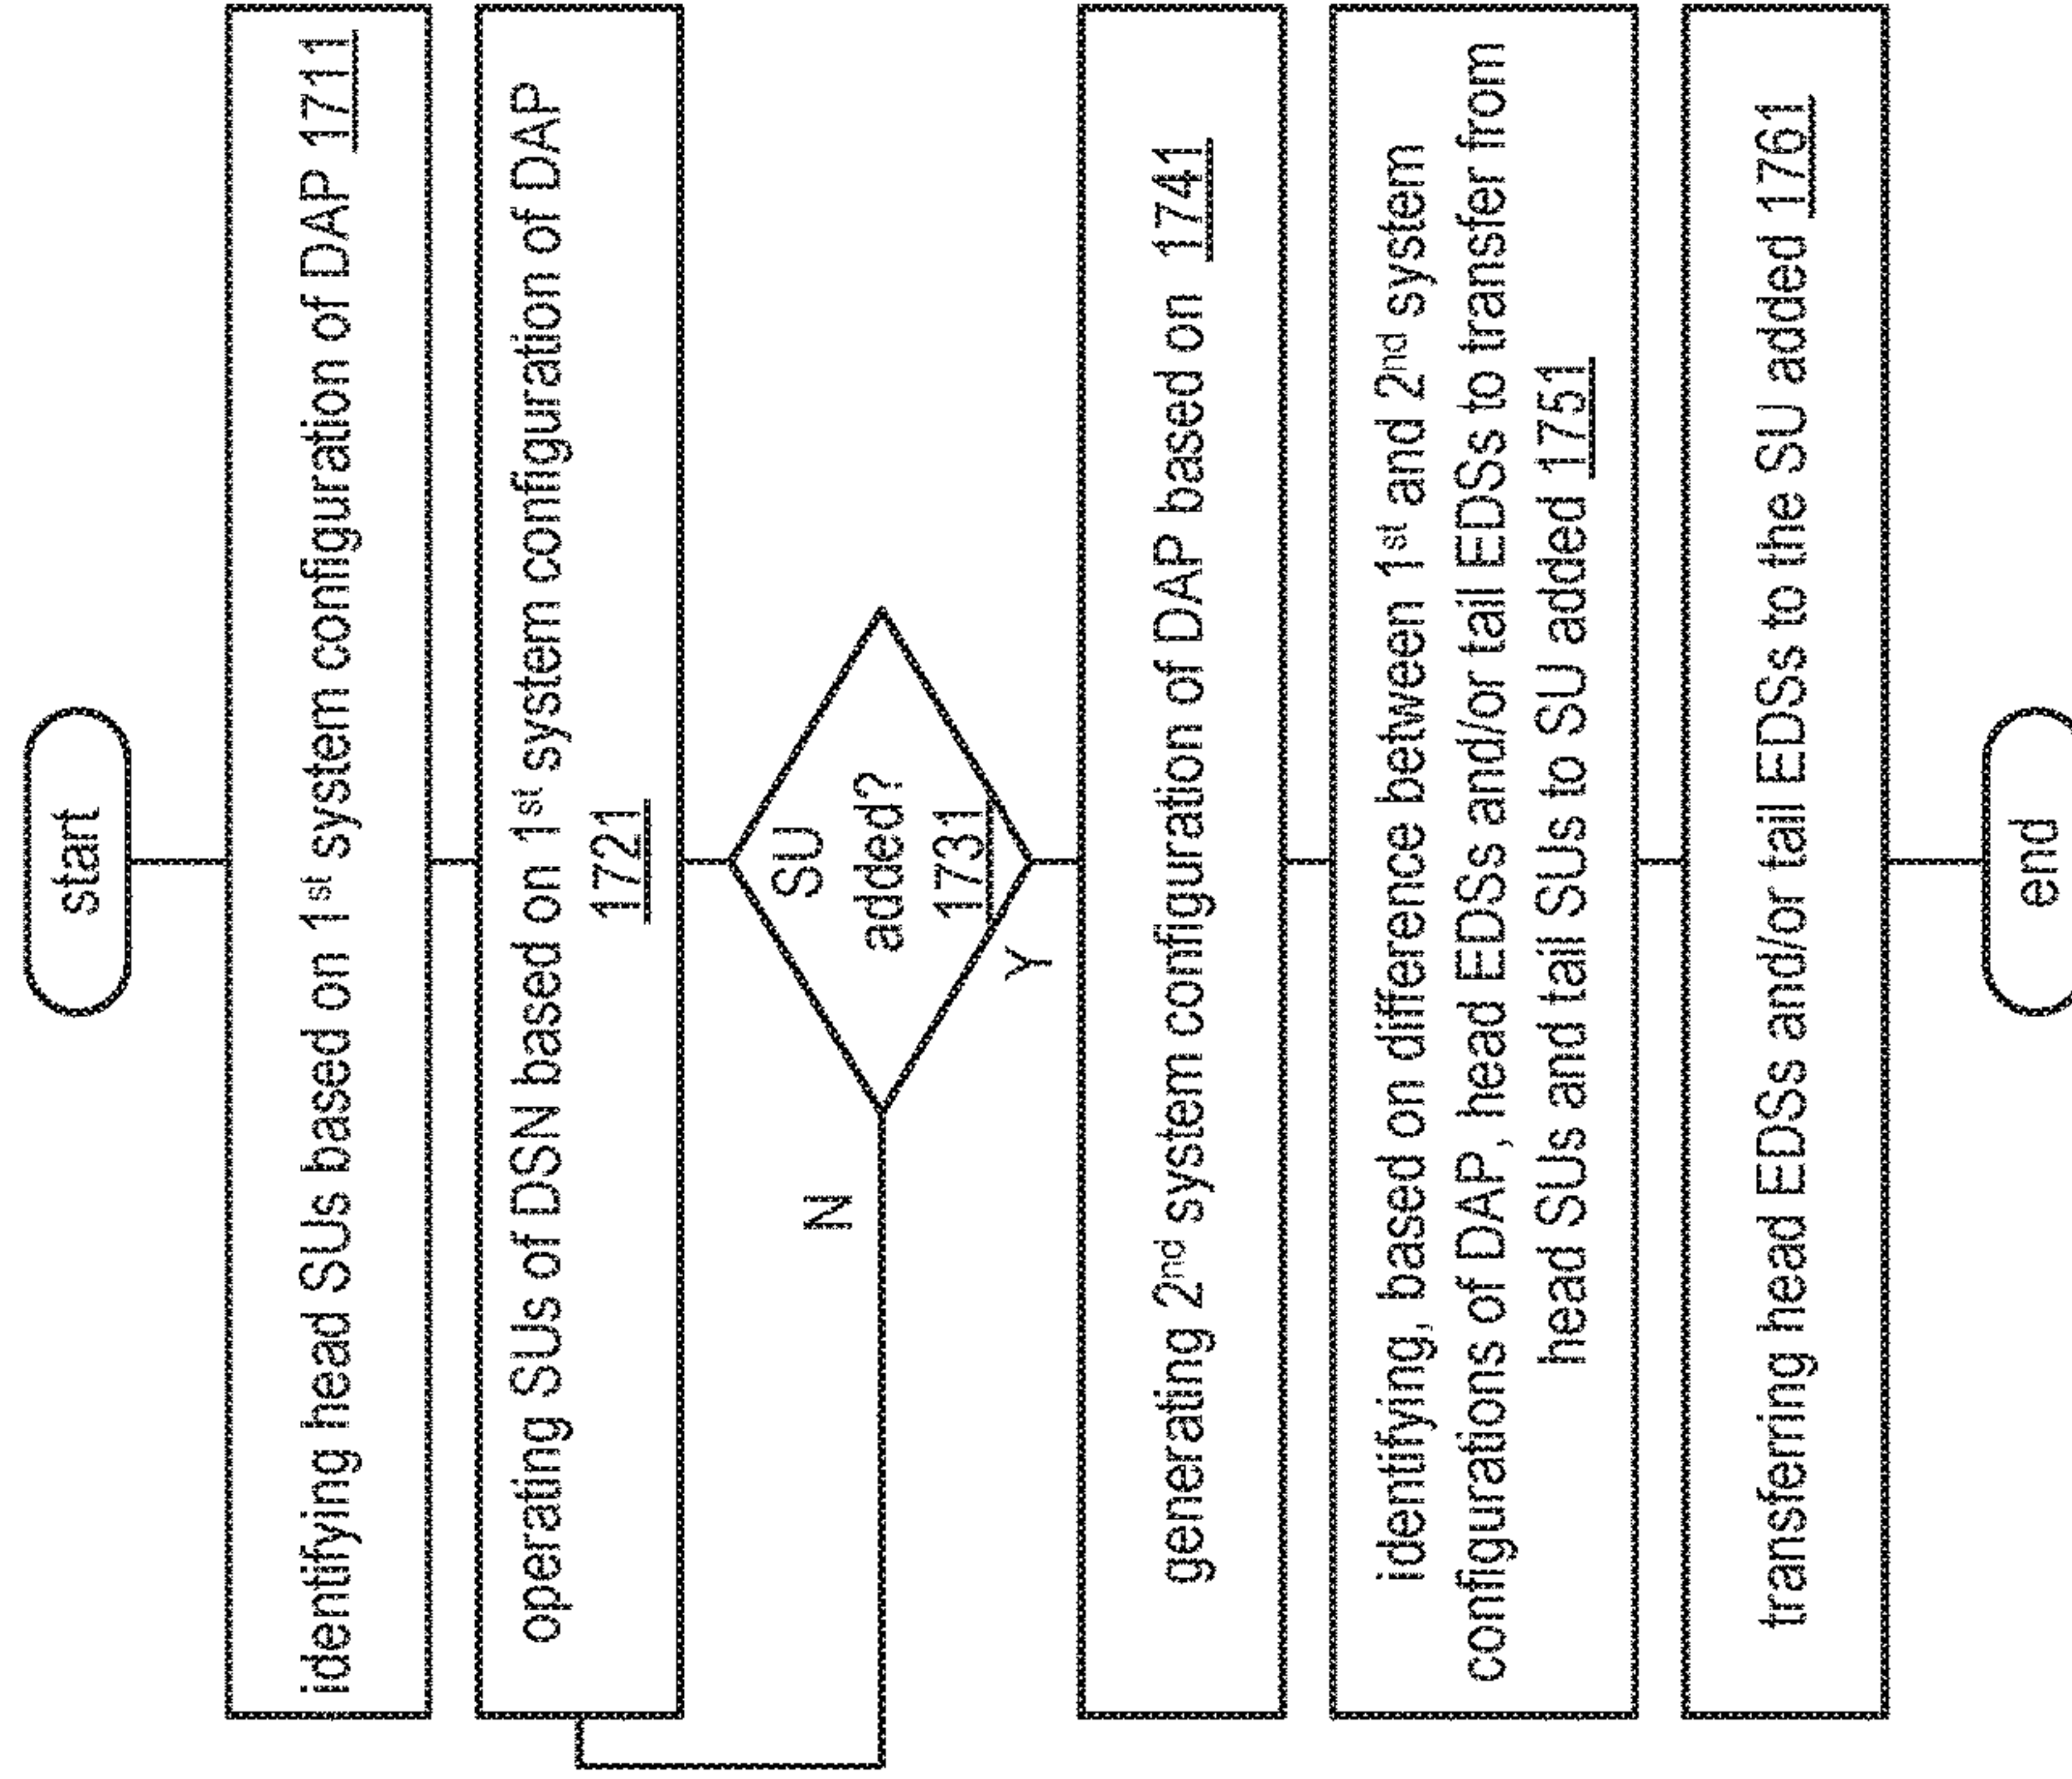 start
identifying head SUs based on 1st system configuration of DAP 1711
operating SUs of DSN based on 1st system configuration of DAP
1721
SU
added?
1731
N
Y
generating 2nd system configuration of DAP based on 1741
identifying, based on difference between 1st and 2nd system
configurations of DAP, head EDSs and/or tail EDSs to transfer from
head SUs and tail SUs to SU added 1751
transferring head EDSs and/or tail EDSs to the SU added 1761
end